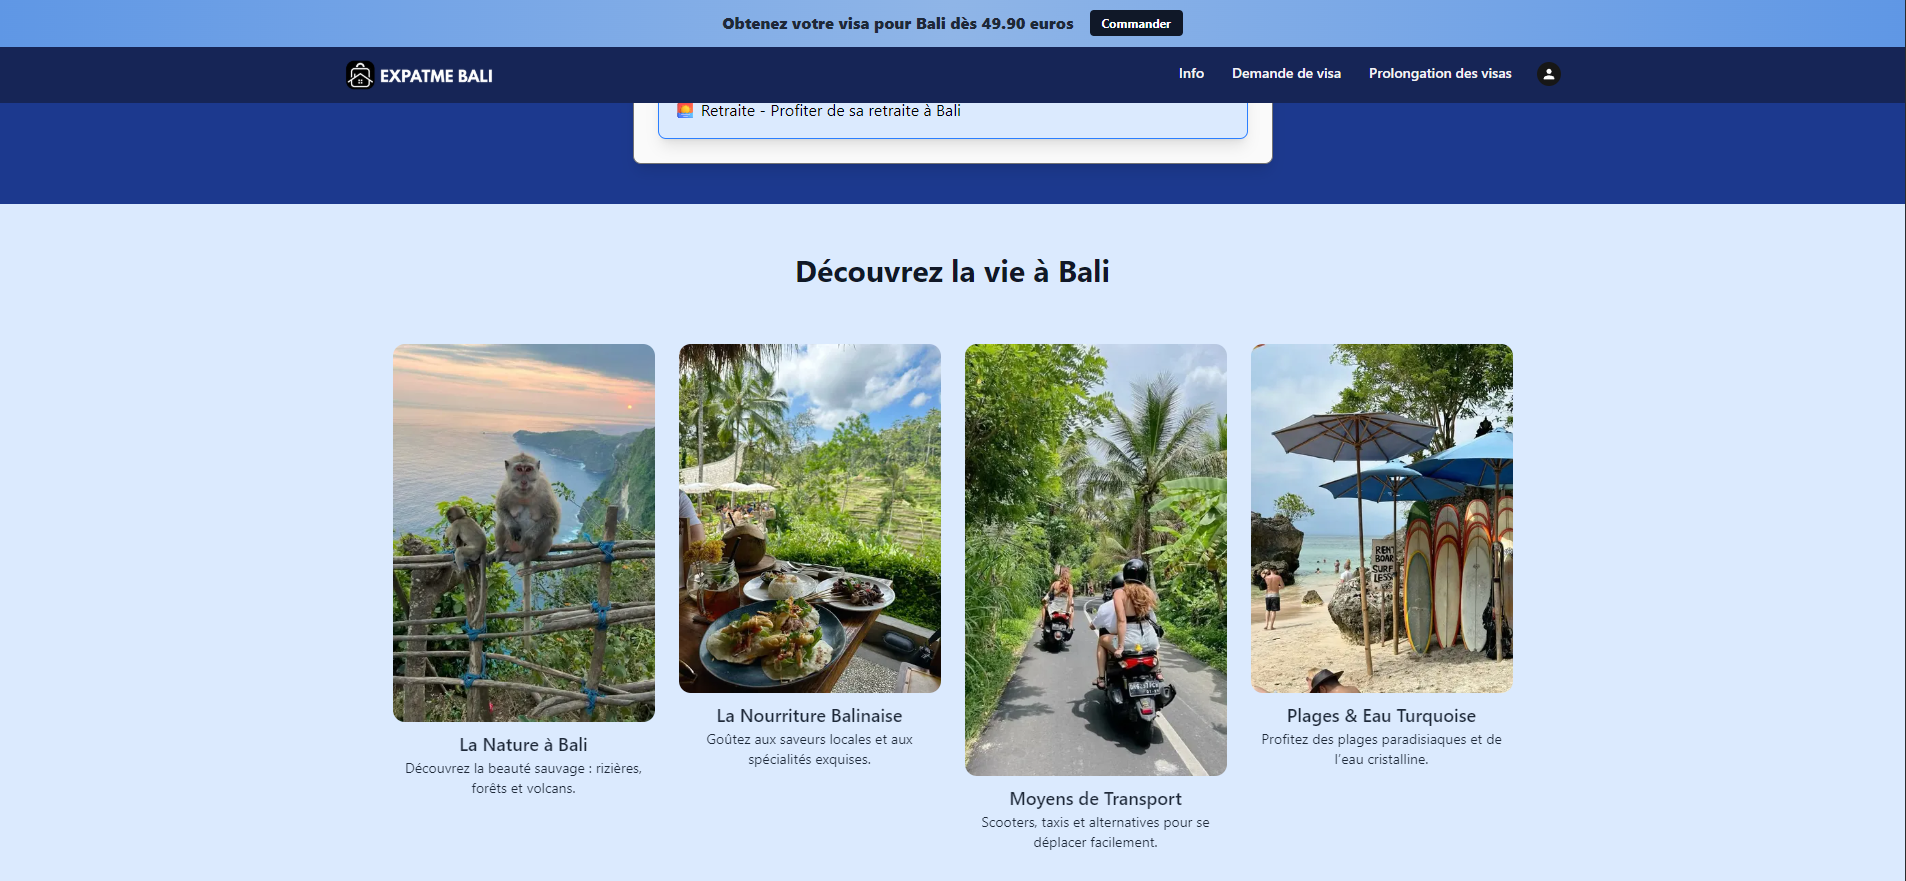 Obtenez votre visa pour Bali dès 49.90 euros Commander
EXPATME BALI Info Demande de visa Prolongation des visas
Retraite - Profiter de sa retraite à Bali
Découvrez la vie à Bali
La Nature à Bali
Découvrez la beauté sauvage : rizières,
forêts et volcans.
La Nourriture Balinaise
Goûtez aux saveurs locales et aux
spécialités exquises.
Moyens de Transport
Scooters, taxis et alternatives pour se
déplacer facilement.
RENT
BOAR
SURF
LESS
Plages & Eau Turquoise
Profitez des plages paradisiaques et de
l'eau cristalline.